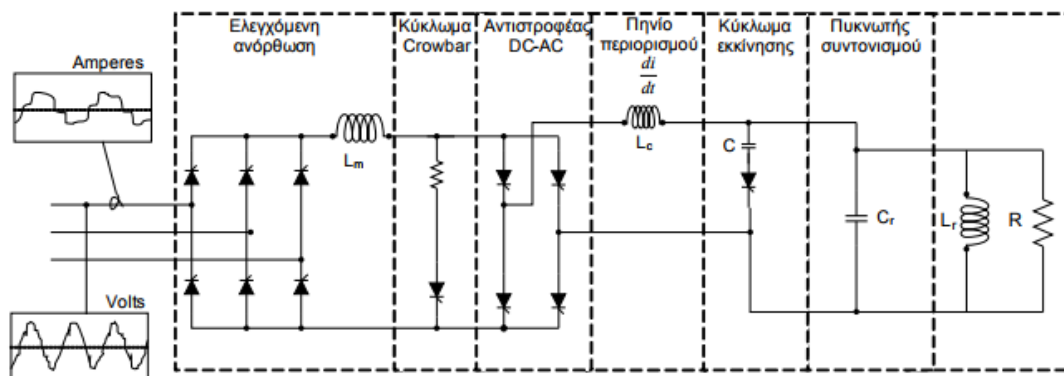 Ελεγχόμενη
ανόρθωση
Κύκλωμα
Crowbar
Αντιστροφέας
DC-AC
Πηνίο
περιορισμού
di
dt
Κύκλωμα
εκκίνησης
Πυκνωτής
συντονισμού
Amperes
Lm
Lc
C
Cr
Lr
R
Volts